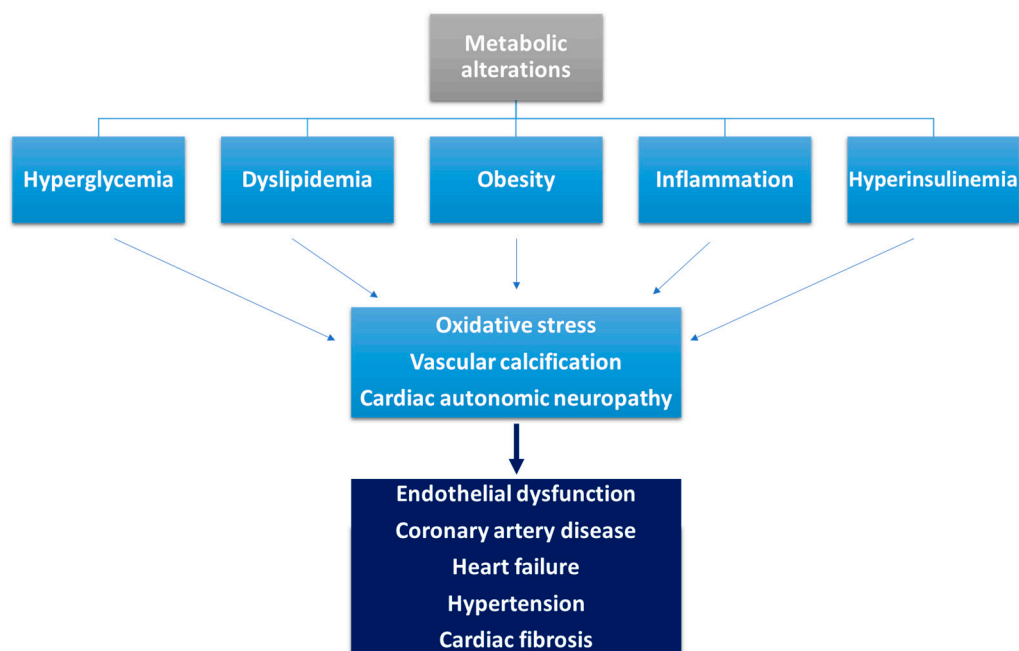 Metabolic
alterations
Hyperglycemia
Dyslipidemia
Obesity
Inflammation
Hyperinsulinemia
Oxidative stress
Vascular calcification
Cardiac autonomic neuropathy
Endothelial dysfunction
Coronary artery disease
Heart failure
Hypertension
Cardiac fibrosis